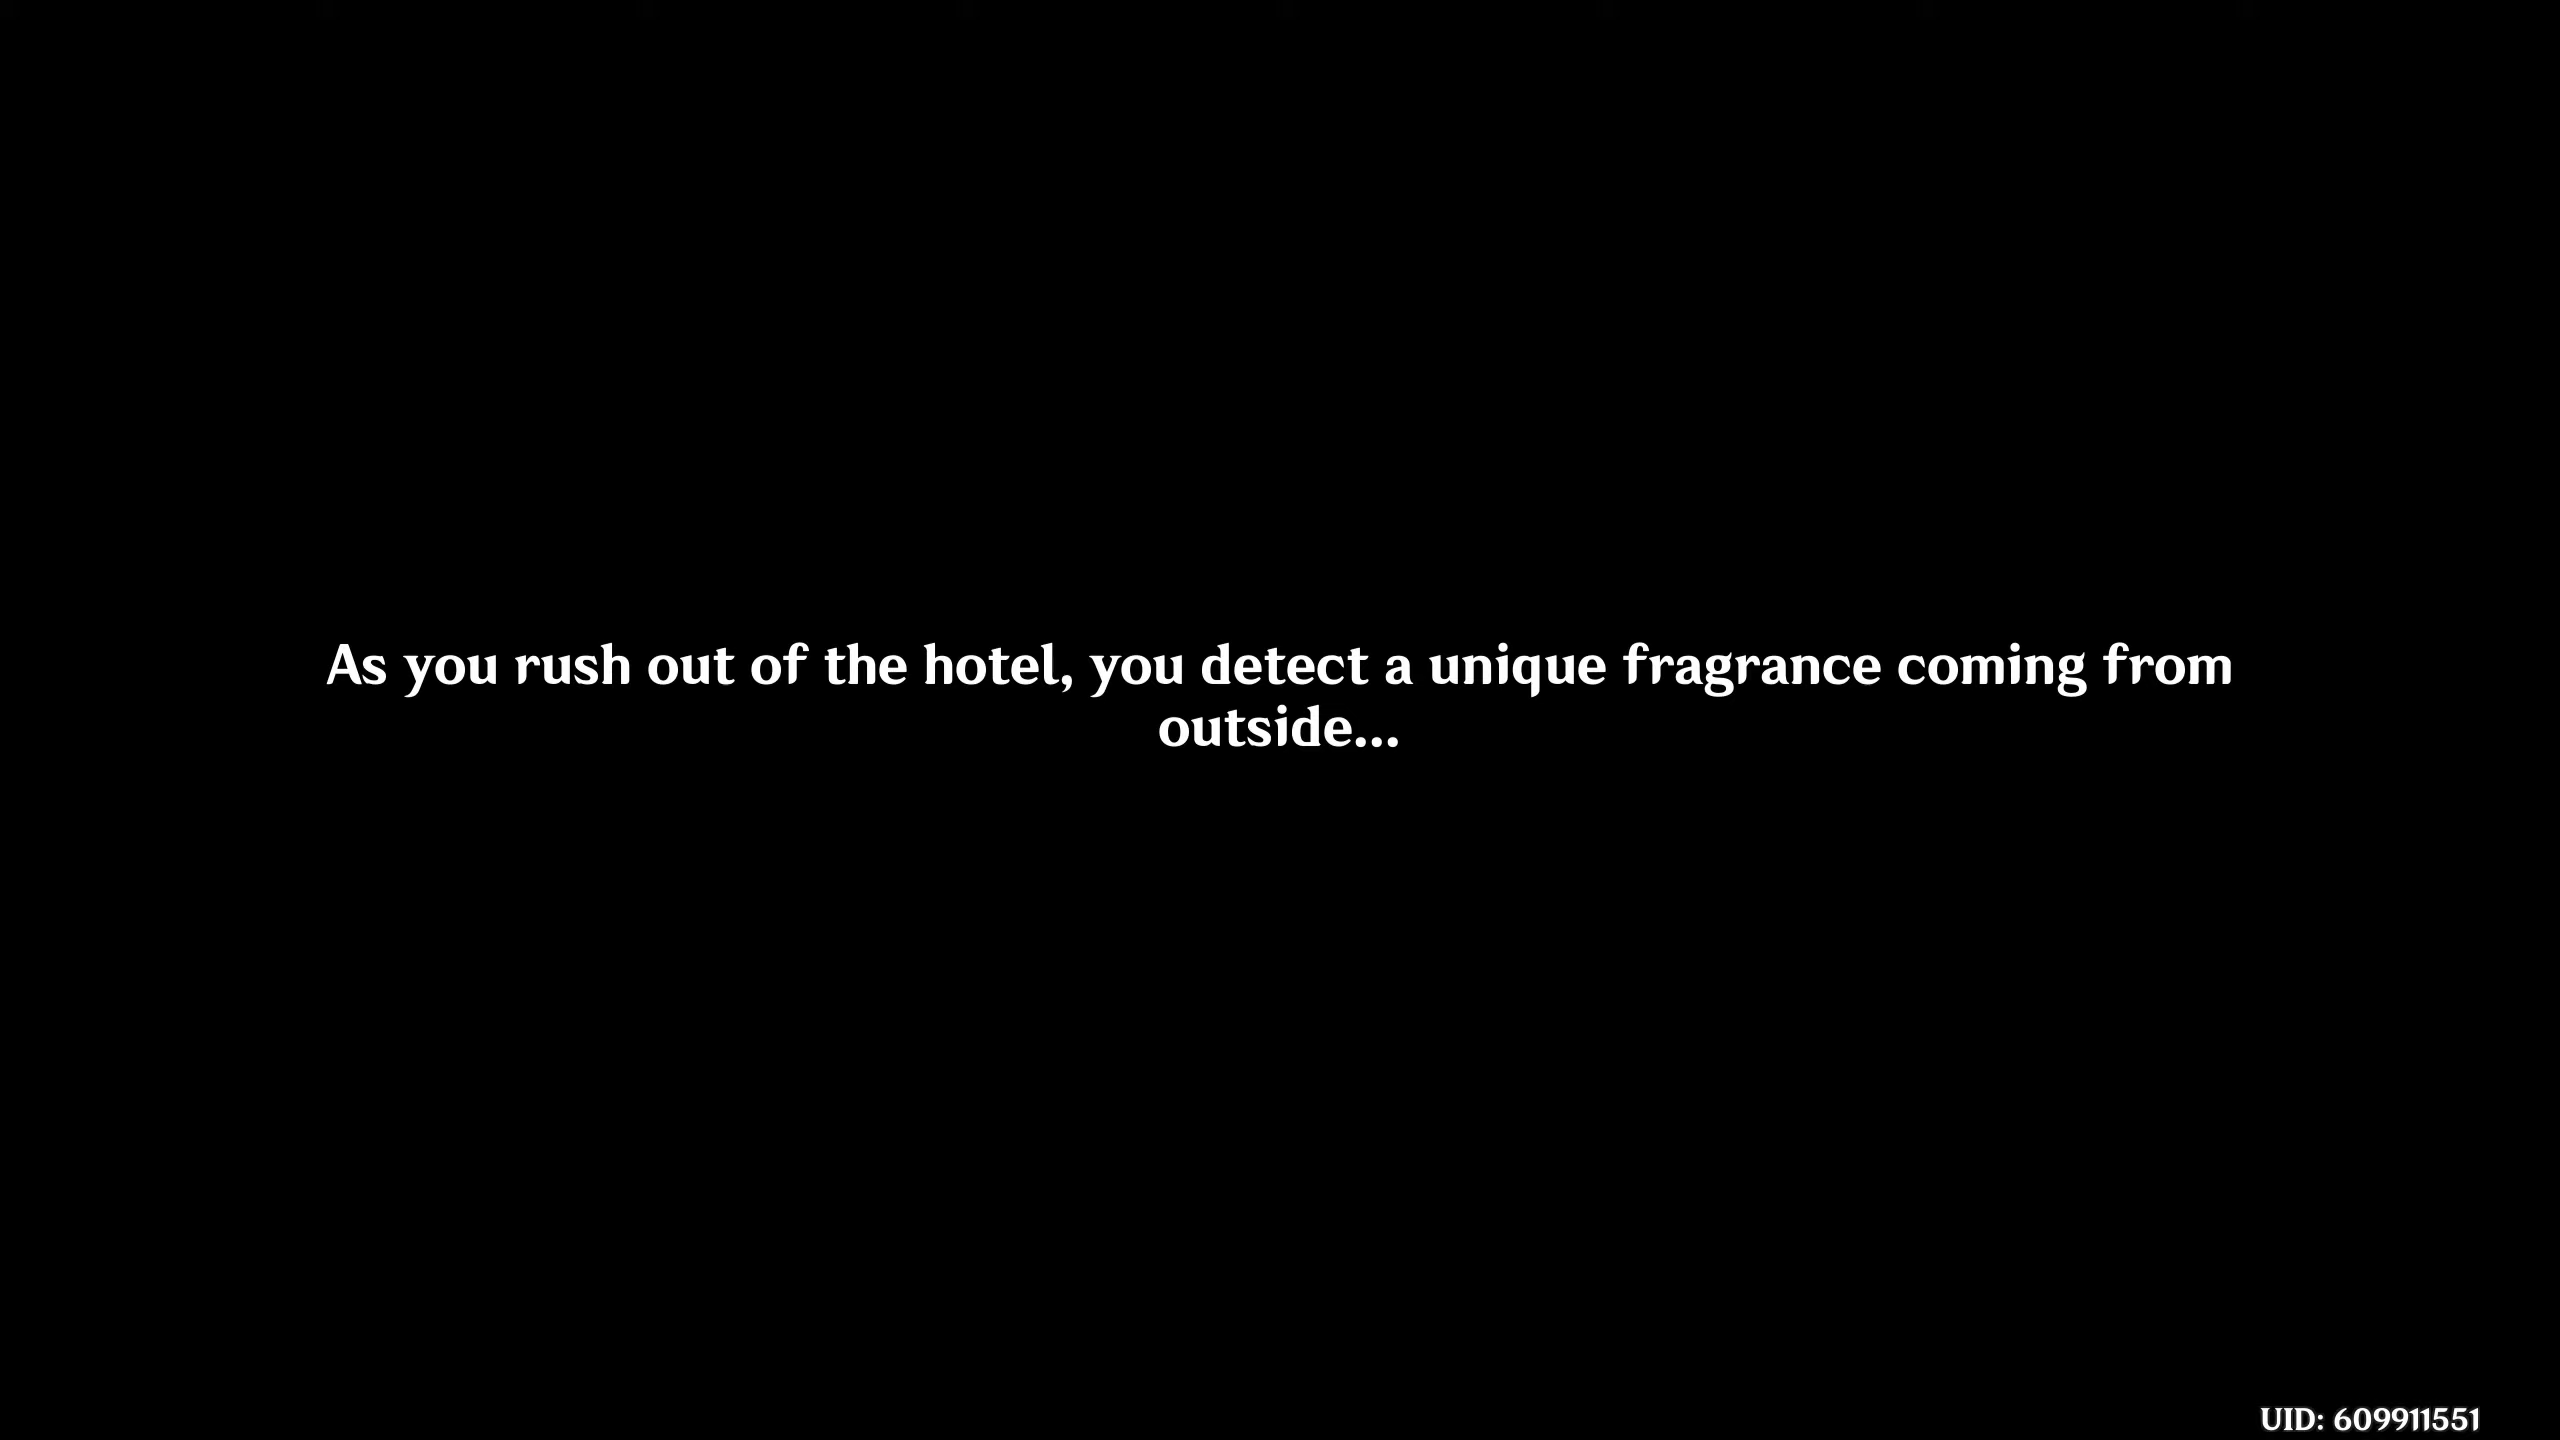 As you rush out of the hotel, you detect a unique fragrance coming from
outside...
UID: 609911551